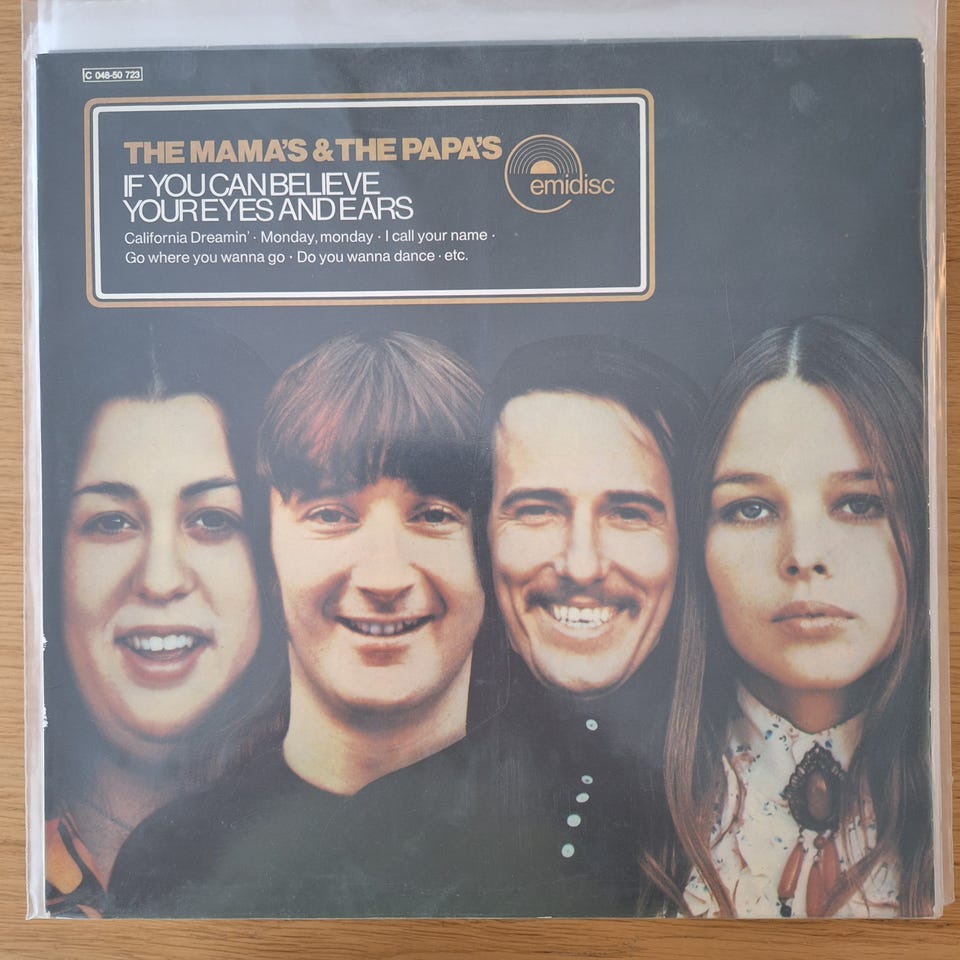 C 048-50 723
THE MAMA'S & THE PAPA'S
IF YOU CAN BELIEVE
YOUR EYES AND EARS
emidisc
California Dreamin' · Monday, monday · I call your name ·
Go where you wanna go · Do you wanna dance · etc.